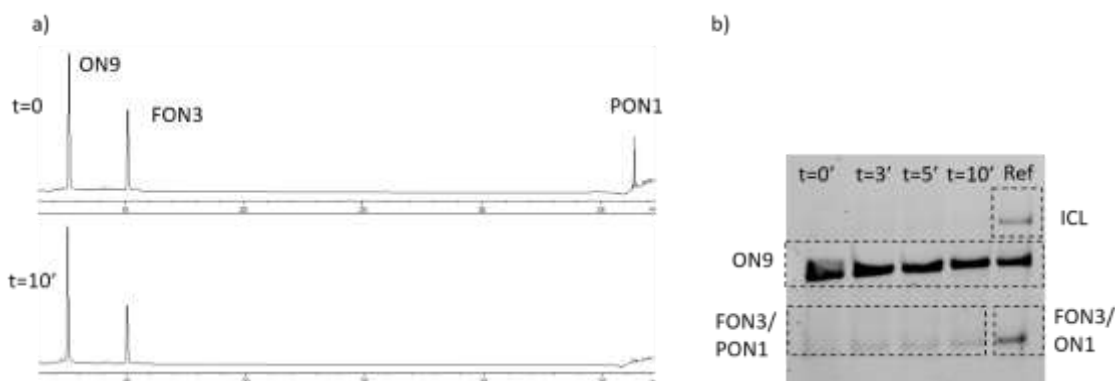 a)
ON9
t=0
FON3
PON1
t=10'
b)
t=0' t=3' t=5' t=10' Ref
ICL
ON9
FON3/
PON1
FON3/
ON1